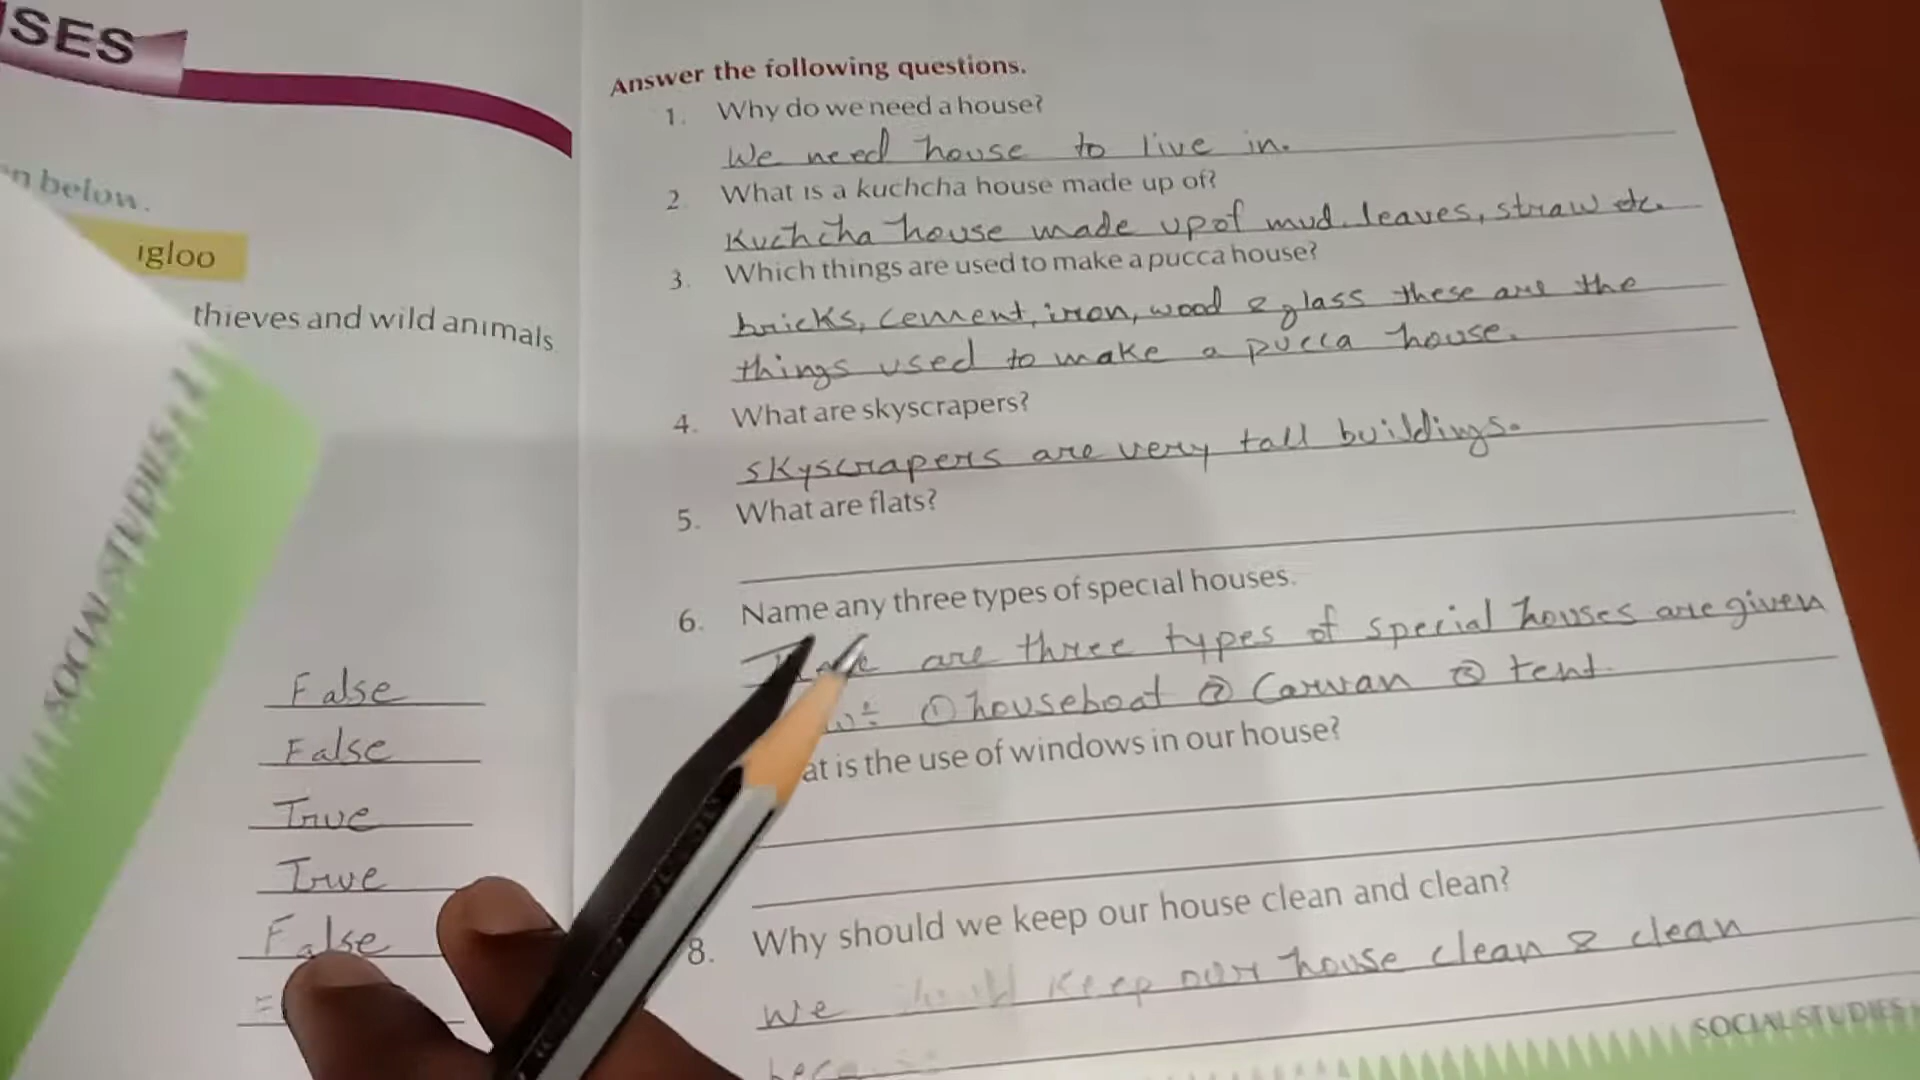 SES
n below.
igloo
thieves and wild animals
SOCIAL STUDIES-2
False
False
True
True
False
Answer the following questions.
1. Why do we need a house?
We need house to live in.
2. What is a kuchcha house made up of?
Kuchcha house made up of mud, leaves, straw etc.
3. Which things are used to make a pucca house?
bricks, cement, iron, wood & glass these are the
things used to make a pucca house.
4. What are skyscrapers?
skyscrapers are very tall buildings.
5. What are flats?
6. Name any three types of special houses.
are three types of special houses are given
① houseboat ② Carvan ③ tent.
at is the use of windows in our house?
8. Why should we keep our house clean and clean?
We should keep our house clean & clean
SOCIAL STUDIES